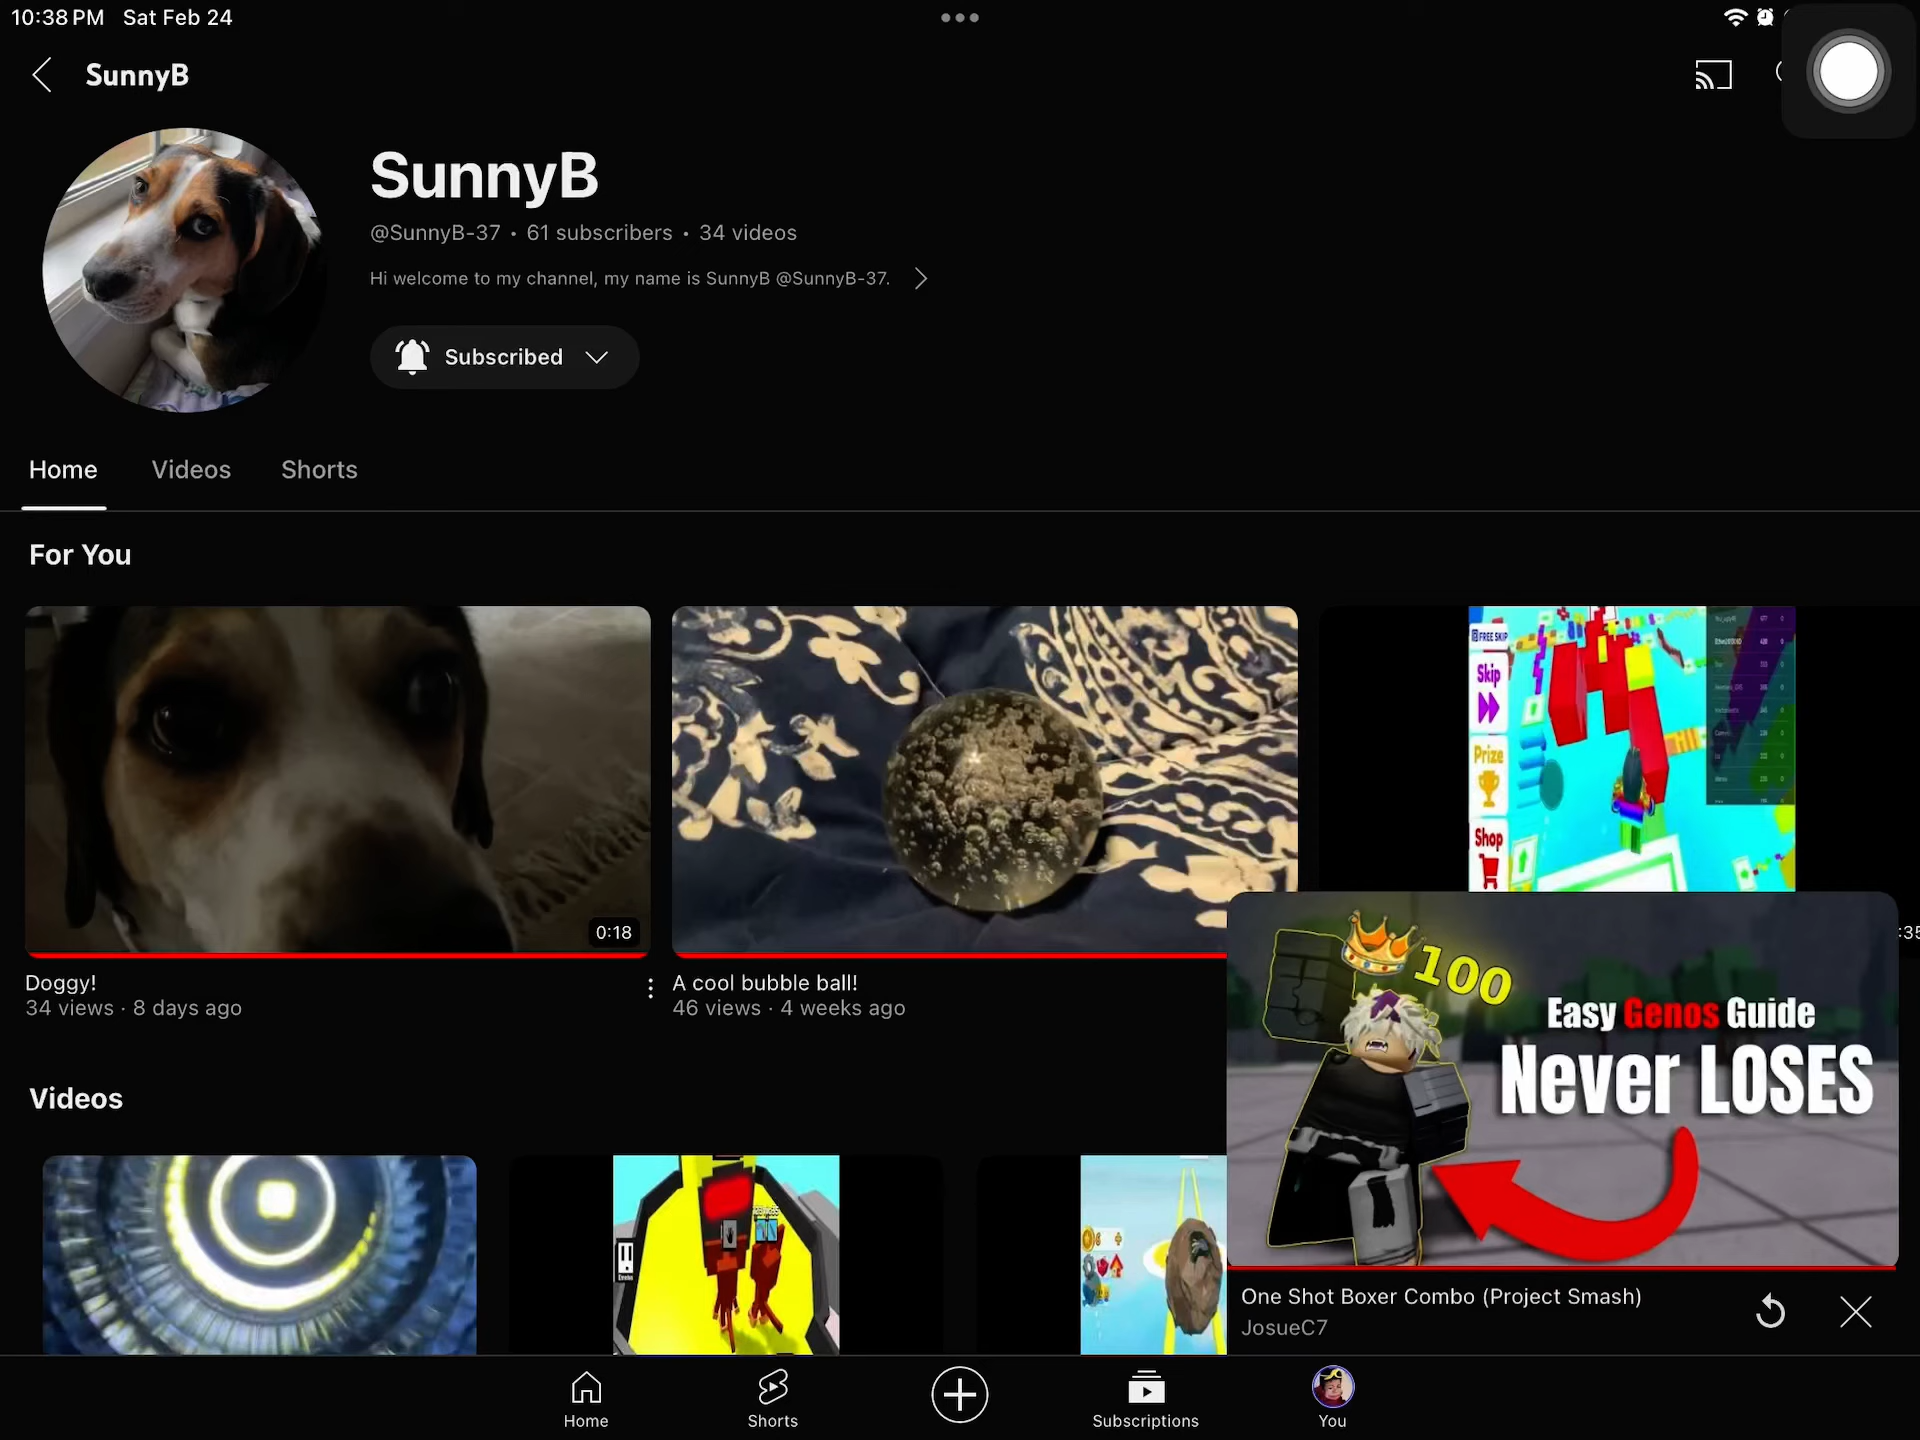 10:38 PM Sat Feb 24
SunnyB
SunnyB
@SunnyB-37 • 61 subscribers • 34 videos
Hi welcome to my channel, my name is SunnyB @SunnyB-37.
Subscribed
Home Videos Shorts
For You
FREE SKIP
Skip
Prize
Shop
0:18
:35
Doggy!
34 views · 8 days ago
A cool bubble ball!
46 views · 4 weeks ago
100
Easy Genos Guide
Never LOSES
Videos
One Shot Boxer Combo (Project Smash)
JosueC7
Home
Shorts
Subscriptions
You